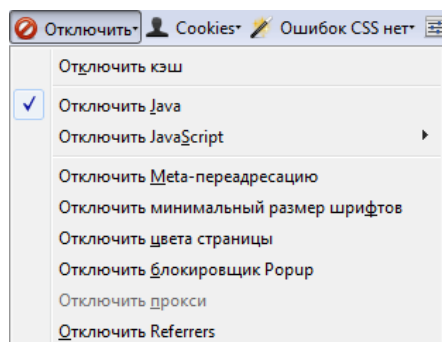 Отключить Cookies Ошибок CSS нет
Отключить кэш
Отключить Java
Отключить JavaScript
Отключить Meta-переадресацию
Отключить минимальный размер шрифтов
Отключить цвета страницы
Отключить блокировщик Popup
Отключить прокси
Отключить Referrers